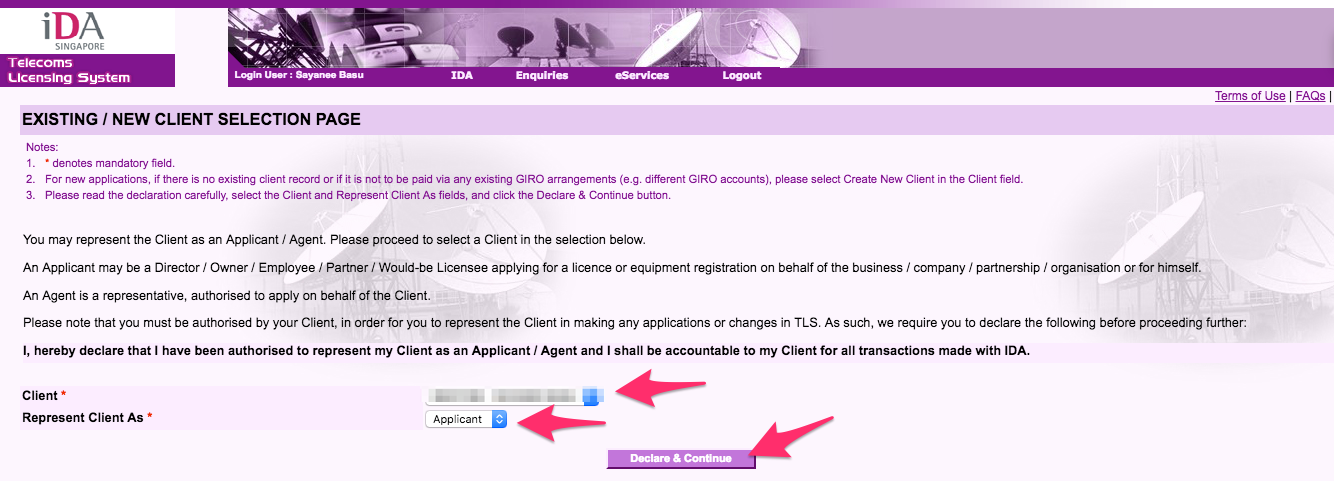 iDA
SINGAPORE
Telecoms
Licensing System
Login User : Sayanee Basu IDA Enquiries eServices Logout
Terms of Use | FAQs |
EXISTING / NEW CLIENT SELECTION PAGE
Notes:
1. * denotes mandatory field.
2. For new applications, if there is no existing client record or if it is not to be paid via any existing GIRO arrangements (e.g. different GIRO accounts), please select Create New Client in the Client field.
3. Please read the declaration carefully, select the Client and Represent Client As fields, and click the Declare & Continue button.
You may represent the Client as an Applicant / Agent. Please proceed to select a Client in the selection below.
An Applicant may be a Director / Owner / Employee / Partner / Would-be Licensee applying for a licence or equipment registration on behalf of the business / company / partnership / organisation or for himself.
An Agent is a representative, authorised to apply on behalf of the Client.
Please note that you must be authorised by your Client, in order for you to represent the Client in making any applications or changes in TLS. As such, we require you to declare the following before proceeding further:
I, hereby declare that I have been authorised to represent my Client as an Applicant / Agent and I shall be accountable to my Client for all transactions made with IDA.
Client *
Represent Client As * Applicant
Declare & Continue